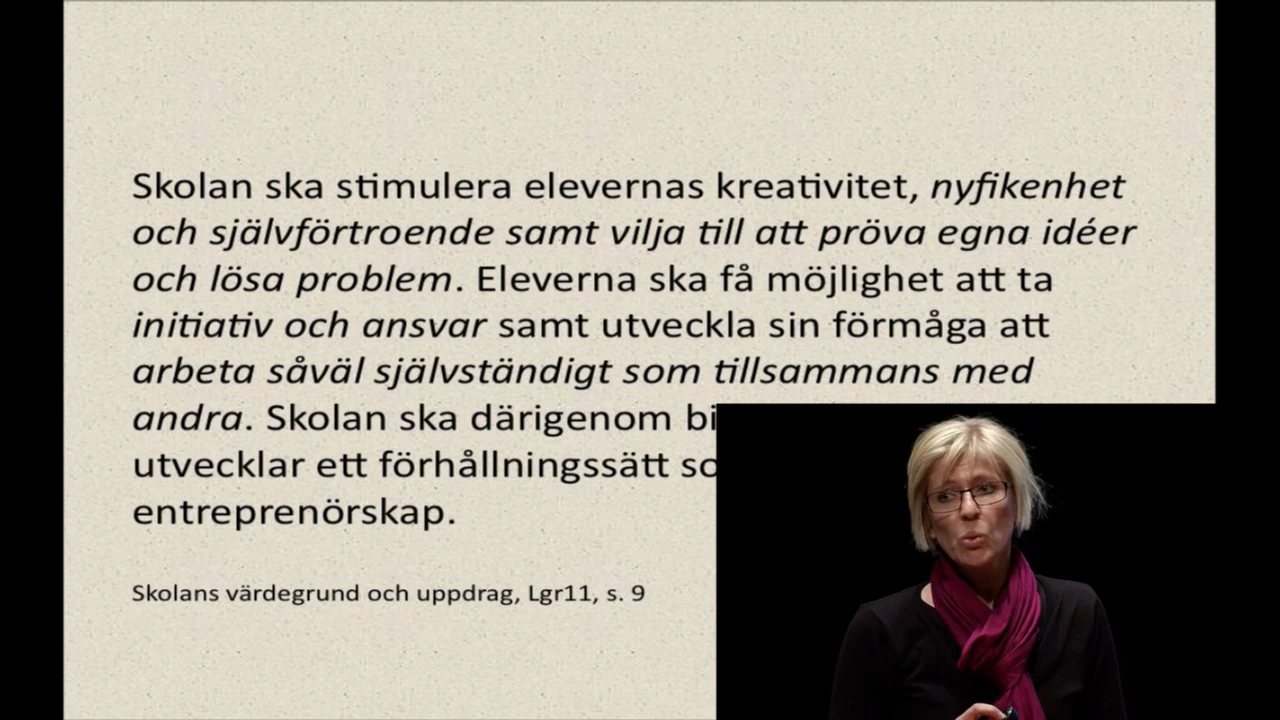 Skolan ska stimulera elevernas kreativitet, nyfikenhet
och självförtroende samt vilja till att pröva egna idéer
och lösa problem. Eleverna ska få möjlighet att ta
initiativ och ansvar samt utveckla sin förmåga att
arbeta såväl självständigt som tillsammans med
andra. Skolan ska därigenom
utvecklar ett förhållningssätt
entreprenörskap.
Skolans värdegrund och uppdrag, Lgr11, s. 9